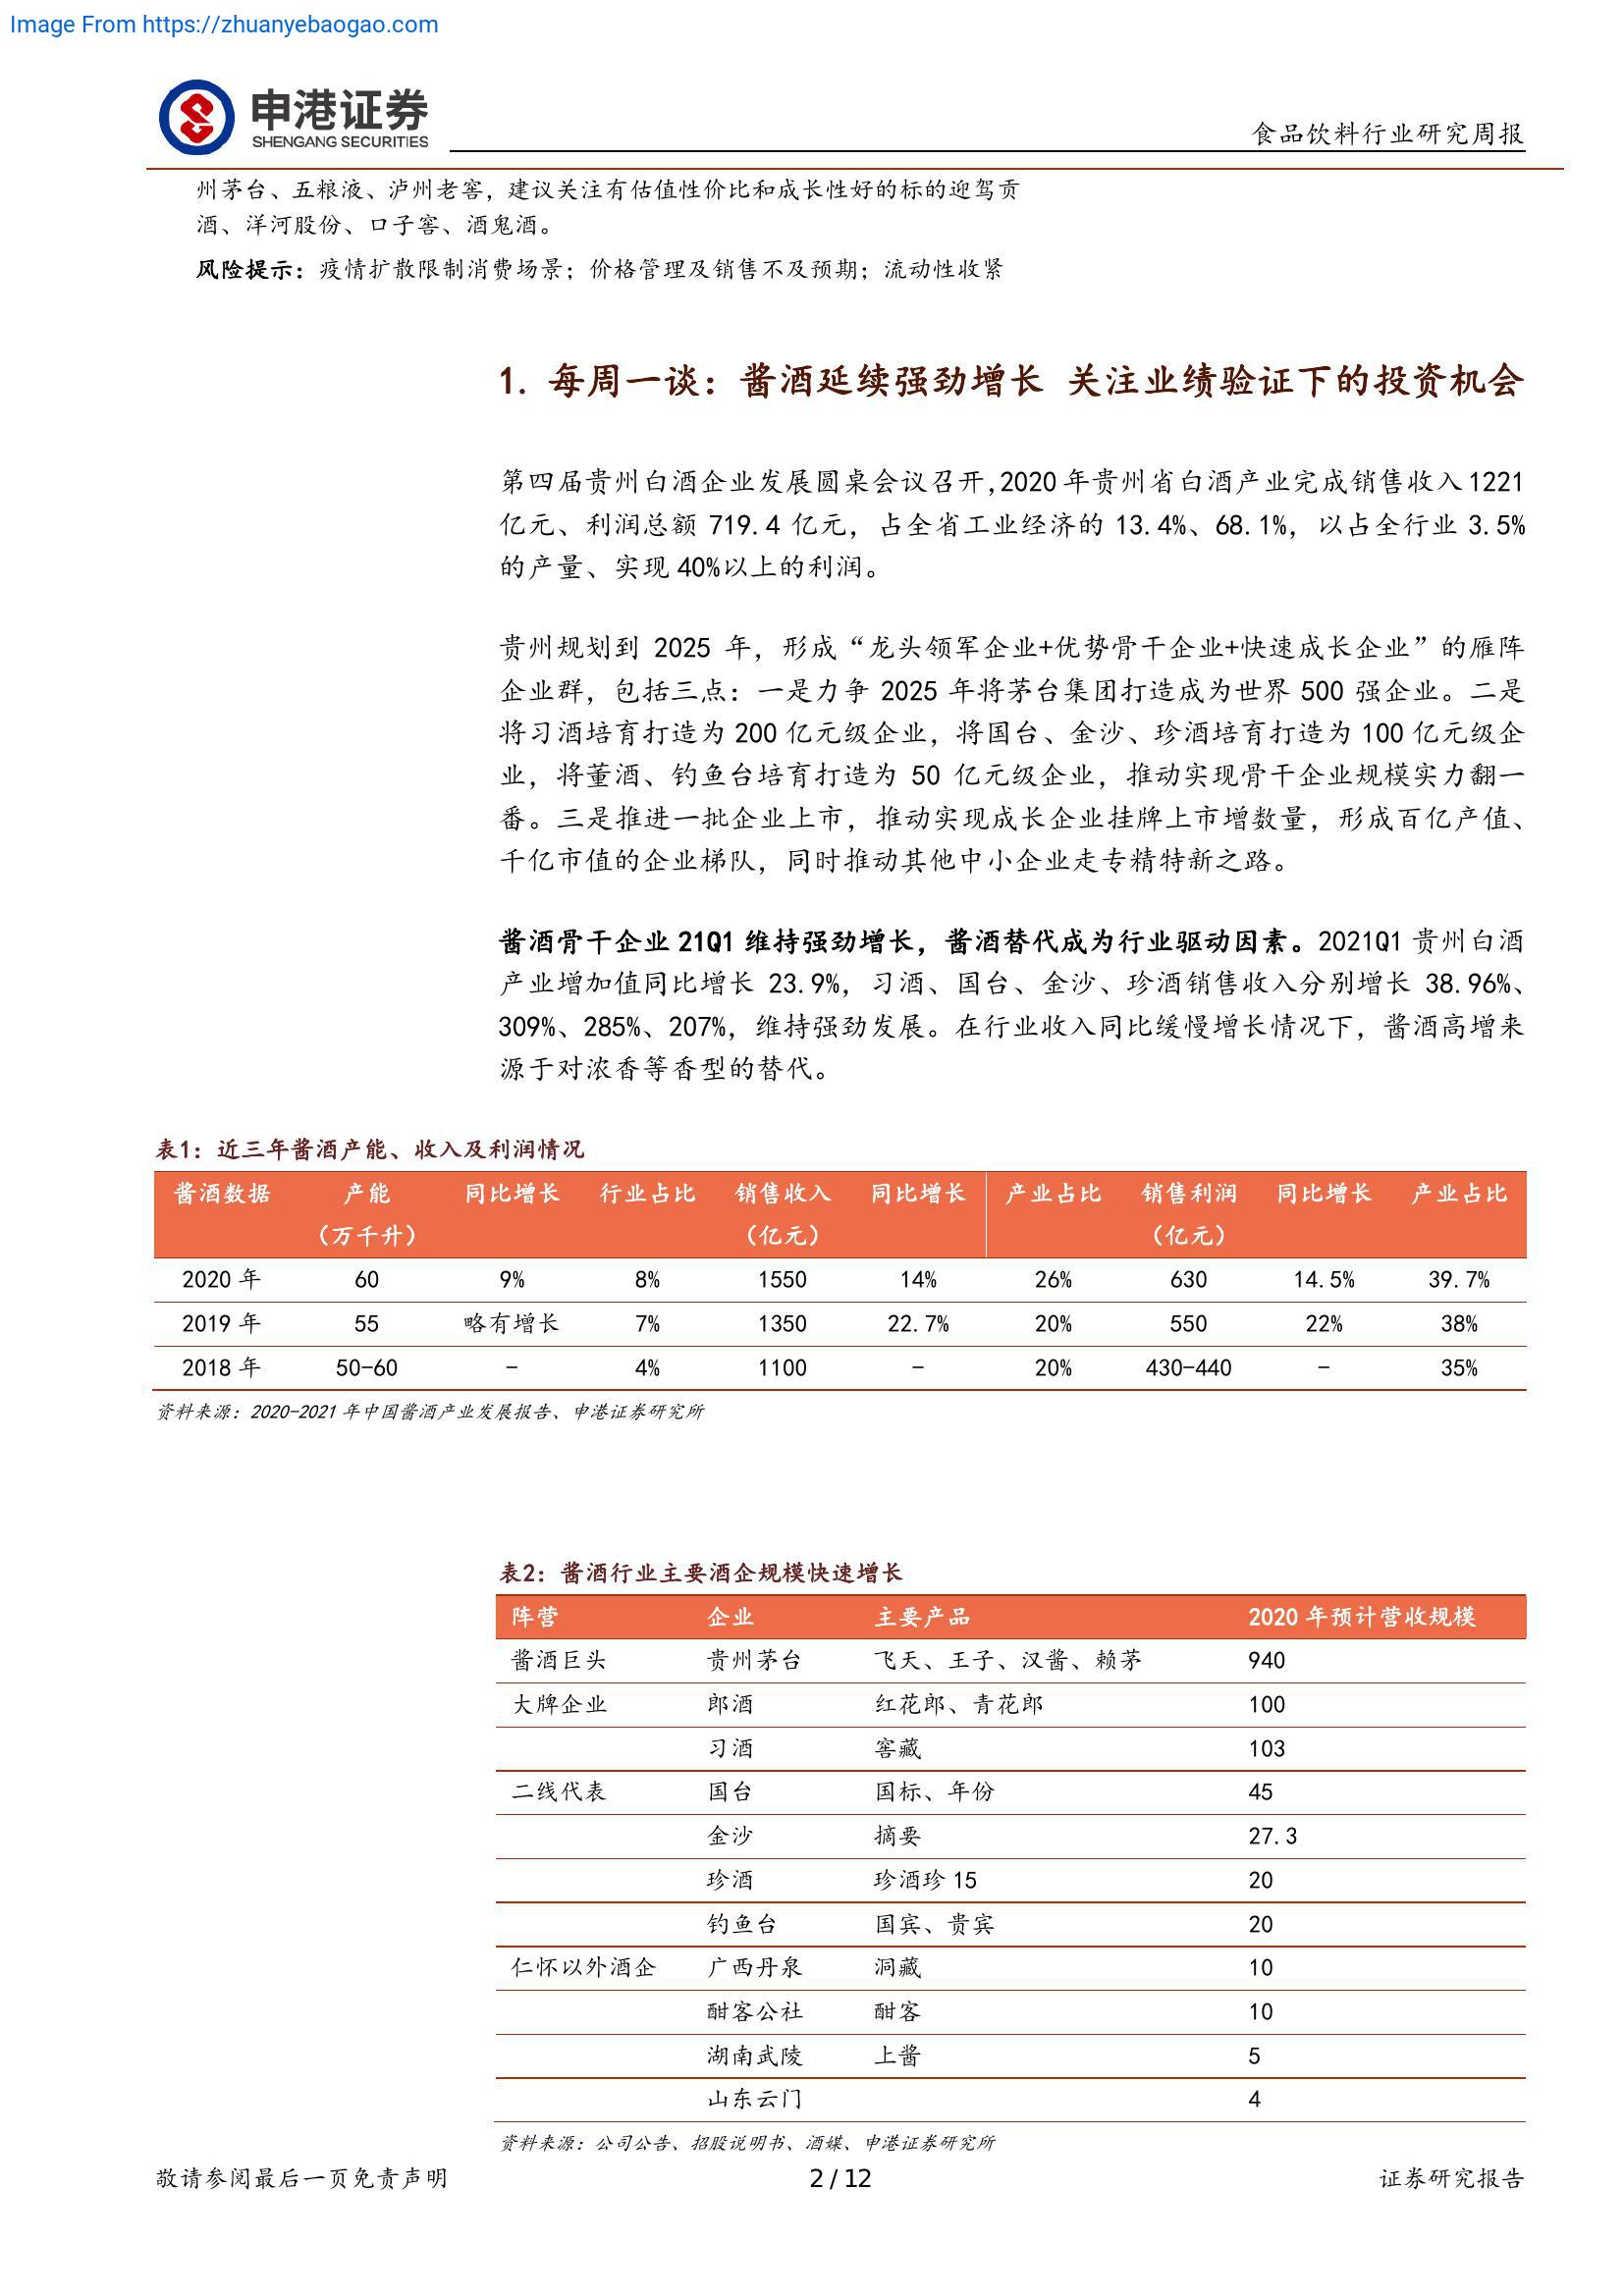 Image From https://zhuanyebaogao.com
申港证券
SHENGANG SECURITIES
食品饮料行业研究周报
州茅台、五粮液、泸州老窖，建议关注有估值性价比和成长性好的标的迎驾贡
酒、洋河股份、口子窖、酒鬼酒。
风险提示：疫情扩散限制消费场景；价格管理及销售不及预期；流动性收紧
1. 每周一谈：酱酒延续强劲增长 关注业绩验证下的投资机会
第四届贵州白酒企业发展圆桌会议召开,2020 年贵州省白酒产业完成销售收入 1221
亿元、利润总额 719.4 亿元，占全省工业经济的 13.4%、68.1%，以占全行业 3.5%
的产量、实现 40%以上的利润。
贵州规划到 2025 年，形成“龙头领军企业+优势骨干企业+快速成长企业”的雁阵
企业群，包括三点：一是力争 2025 年将茅台集团打造成为世界 500 强企业。二是
将习酒培育打造为 200 亿元级企业，将国台、金沙、珍酒培育打造为 100 亿元级企
业，将董酒、钓鱼台培育打造为 50 亿元级企业，推动实现骨干企业规模实力翻一
番。三是推进一批企业上市，推动实现成长企业挂牌上市增数量，形成百亿产值、
千亿市值的企业梯队，同时推动其他中小企业走专精特新之路。
酱酒骨干企业 21Q1 维持强劲增长，酱酒替代成为行业驱动因素。2021Q1 贵州白酒
产业增加值同比增长 23.9%，习酒、国台、金沙、珍酒销售收入分别增长 38.96%、
309%、285%、207%，维持强劲发展。在行业收入同比缓慢增长情况下，酱酒高增来
源于对浓香等香型的替代。
表1：近三年酱酒产能、收入及利润情况
酱酒数据 产能 同比增长 行业占比 销售收入 同比增长 产业占比 销售利润 同比增长 产业占比
（万千升） （亿元） （亿元）
2020 年 60 9% 8% 1550 14% 26% 630 14.5% 39.7%
2019 年 55 略有增长 7% 1350 22.7% 20% 550 22% 38%
2018 年 50-60 - 4% 1100 - 20% 430-440 - 35%
资料来源：2020-2021 年中国酱酒产业发展报告、申港证券研究所
表2：酱酒行业主要酒企规模快速增长
阵营 企业 主要产品 2020 年预计营收规模
酱酒巨头 贵州茅台 飞天、王子、汉酱、赖茅 940
大牌企业 郎酒 红花郎、青花郎 100
习酒 窖藏 103
二线代表 国台 国标、年份 45
金沙 摘要 27.3
珍酒 珍酒珍 15 20
钓鱼台 国宾、贵宾 20
仁怀以外酒企 广西丹泉 洞藏 10
酣客公社 酣客 10
湖南武陵 上酱 5
山东云门 4
资料来源：公司公告、招股说明书、酒媒、申港证券研究所
敬请参阅最后一页免责声明 2 / 12 证券研究报告